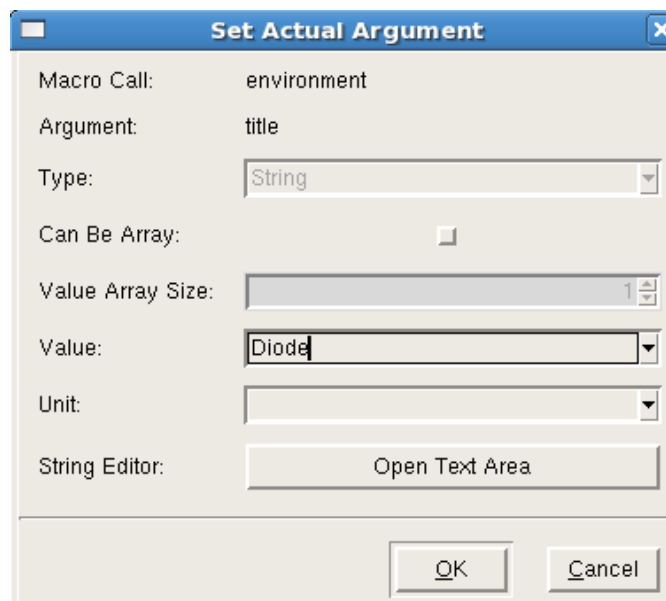 Set Actual Argument
Macro Call: environment
Argument: title
Type: String
Can Be Array:
Value Array Size: 1
Value: Diode
Unit:
String Editor: Open Text Area
OK Cancel